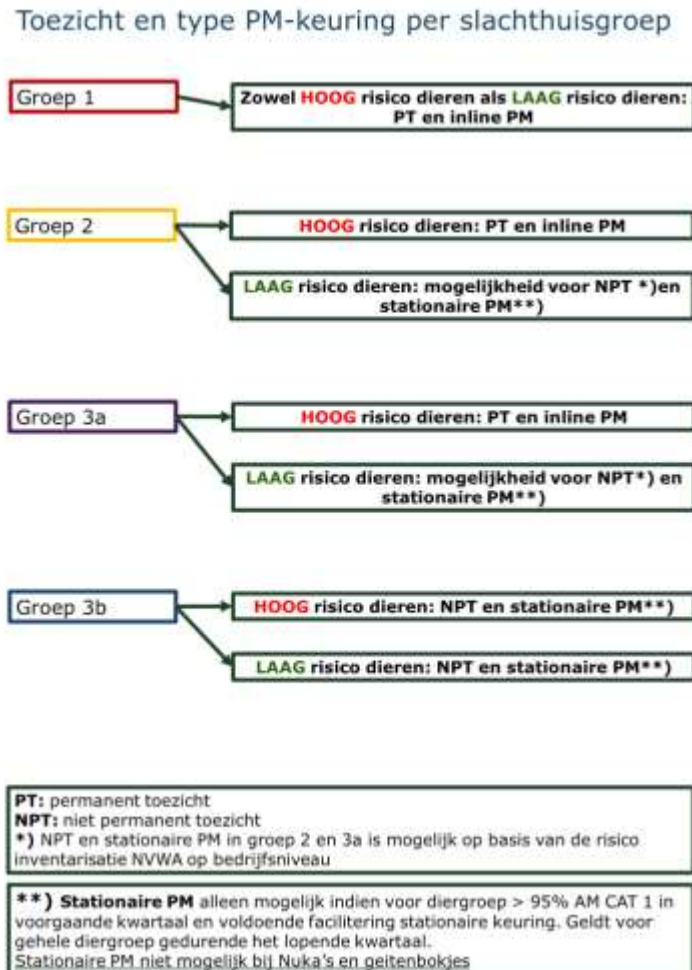 Toezicht en type PM-keuring per slachthuisgroep
Groep 1
Zowel HOOG risico dieren als LAAG risico dieren:
PT en inline PM
Groep 2
HOOG risico dieren: PT en inline PM
LAAG risico dieren: mogelijkheid voor NPT *)en
stationaire PM**)
Groep 3a
HOOG risico dieren: PT en inline PM
LAAG risico dieren: mogelijkheid voor NPT*) en
stationaire PM**)
Groep 3b
HOOG risico dieren: NPT en stationaire PM**)
LAAG risico dieren: NPT en stationaire PM**)
PT: permanent toezicht
NPT: niet permanent toezicht
*) NPT en stationaire PM in groep 2 en 3a is mogelijk op basis van de risico
inventarisatie NVWA op bedrijfsniveau
**) Stationaire PM alleen mogelijk indien voor diergroep > 95% AM CAT 1 in
voorgaande kwartaal en voldoende facilitering stationaire keuring. Geldt voor
gehele diergroep gedurende het lopende kwartaal.
Stationaire PM niet mogelijk bij Nuka's en geitenbokjes